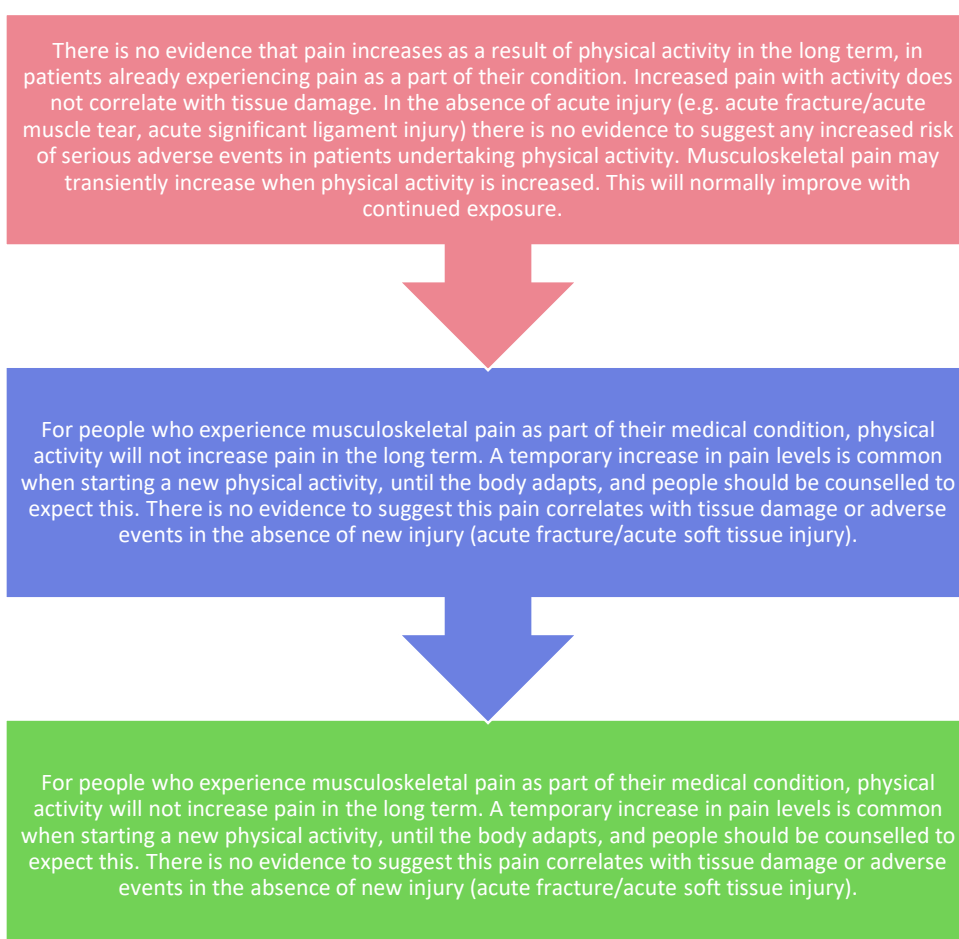 There is no evidence that pain increases as a result of physical activity in the long term, in
patients already experiencing pain as a part of their condition. Increased pain with activity does
not correlate with tissue damage. In the absence of acute injury (e.g. acute fracture/acute
muscle tear, acute significant ligament injury) there is no evidence to suggest any increased risk
of serious adverse events in patients undertaking physical activity. Musculoskeletal pain may
transiently increase when physical activity is increased. This will normally improve with
continued exposure.
For people who experience musculoskeletal pain as part of their medical condition, physical
activity will not increase pain in the long term. A temporary increase in pain levels is common
when starting a new physical activity, until the body adapts, and people should be counselled to
expect this. There is no evidence to suggest this pain correlates with tissue damage or adverse
events in the absence of new injury (acute fracture/acute soft tissue injury).
For people who experience musculoskeletal pain as part of their medical condition, physical
activity will not increase pain in the long term. A temporary increase in pain levels is common
when starting a new physical activity, until the body adapts, and people should be counselled to
expect this. There is no evidence to suggest this pain correlates with tissue damage or adverse
events in the absence of new injury (acute fracture/acute soft tissue injury).